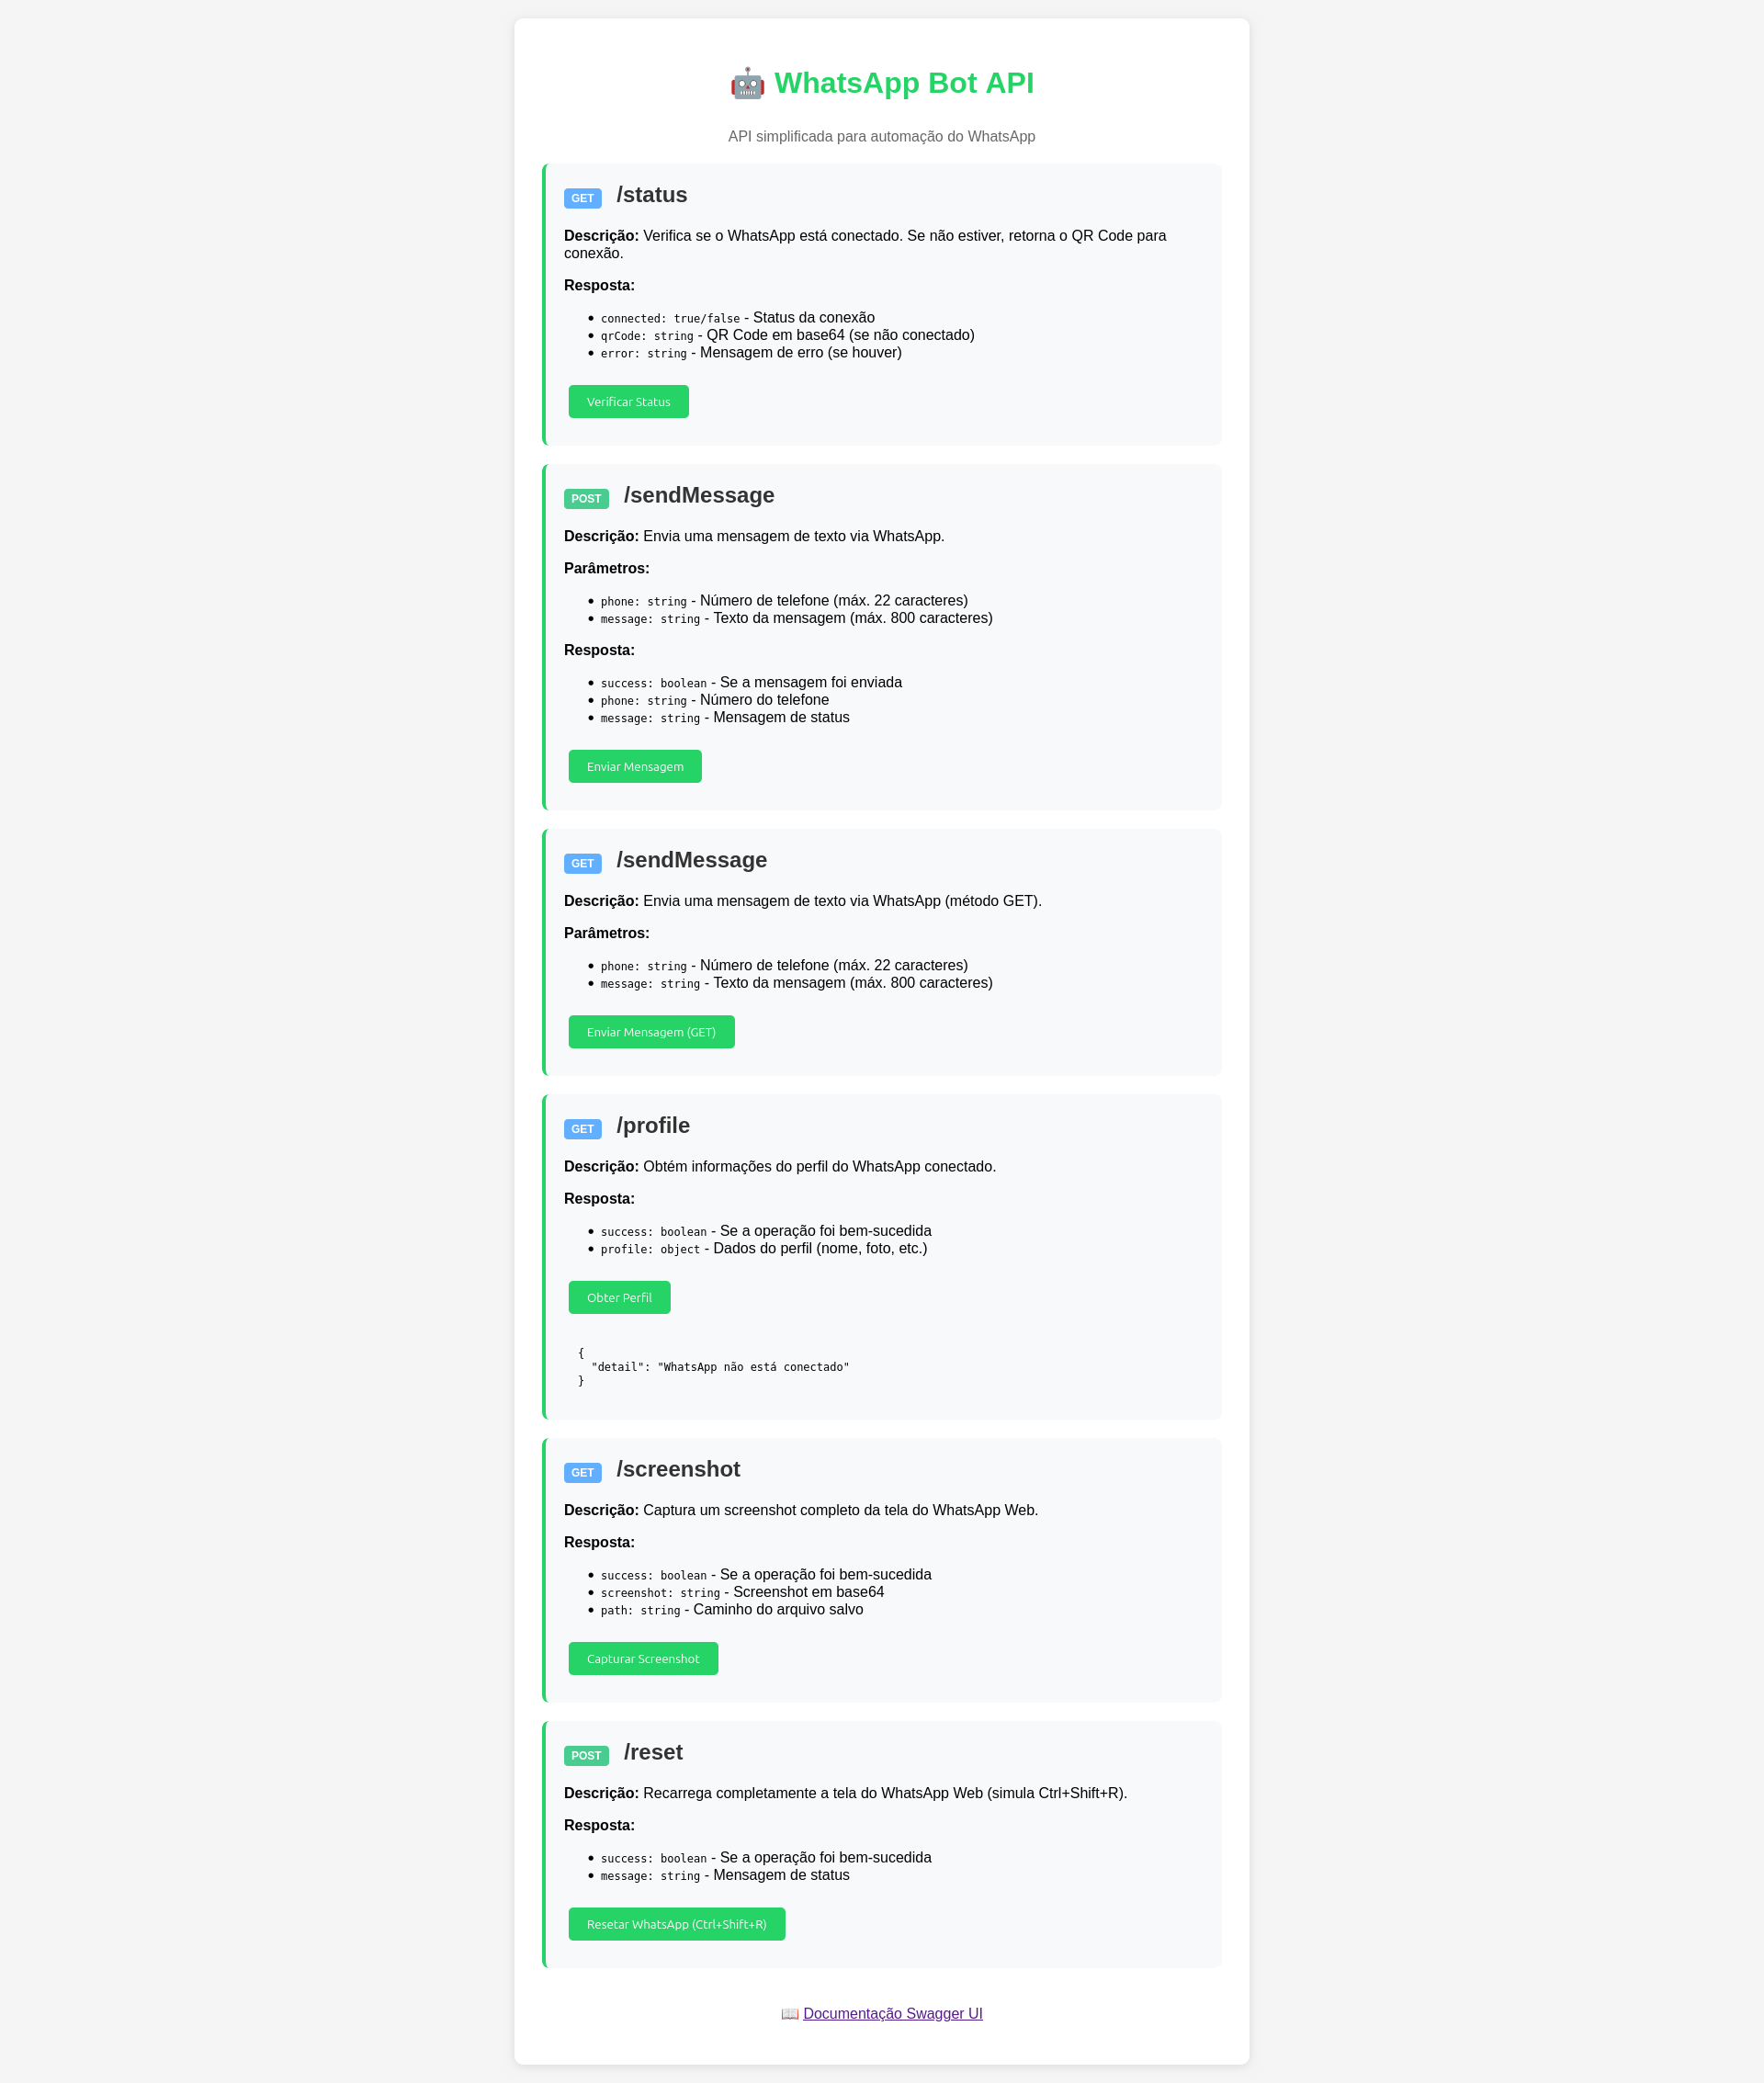 🤖 WhatsApp Bot API
API simplificada para automação do WhatsApp
GET /status
Descrição: Verifica se o WhatsApp está conectado. Se não estiver, retorna o QR Code para
conexão.
Resposta:
• connected: true/false - Status da conexão
• qrCode: string - QR Code em base64 (se não conectado)
• error: string - Mensagem de erro (se houver)
Verificar Status
POST /sendMessage
Descrição: Envia uma mensagem de texto via WhatsApp.
Parâmetros:
• phone: string - Número de telefone (máx. 22 caracteres)
• message: string - Texto da mensagem (máx. 800 caracteres)
Resposta:
• success: boolean - Se a mensagem foi enviada
• phone: string - Número do telefone
• message: string - Mensagem de status
Enviar Mensagem
GET /sendMessage
Descrição: Envia uma mensagem de texto via WhatsApp (método GET).
Parâmetros:
• phone: string - Número de telefone (máx. 22 caracteres)
• message: string - Texto da mensagem (máx. 800 caracteres)
Enviar Mensagem (GET)
GET /profile
Descrição: Obtém informações do perfil do WhatsApp conectado.
Resposta:
• success: boolean - Se a operação foi bem-sucedida
• profile: object - Dados do perfil (nome, foto, etc.)
Obter Perfil
{
"detail": "WhatsApp não está conectado"
}
GET /screenshot
Descrição: Captura um screenshot completo da tela do WhatsApp Web.
Resposta:
• success: boolean - Se a operação foi bem-sucedida
• screenshot: string - Screenshot em base64
• path: string - Caminho do arquivo salvo
Capturar Screenshot
POST /reset
Descrição: Recarrega completamente a tela do WhatsApp Web (simula Ctrl+Shift+R).
Resposta:
• success: boolean - Se a operação foi bem-sucedida
• message: string - Mensagem de status
Resetar WhatsApp (Ctrl+Shift+R)
📖 Documentação Swagger UI